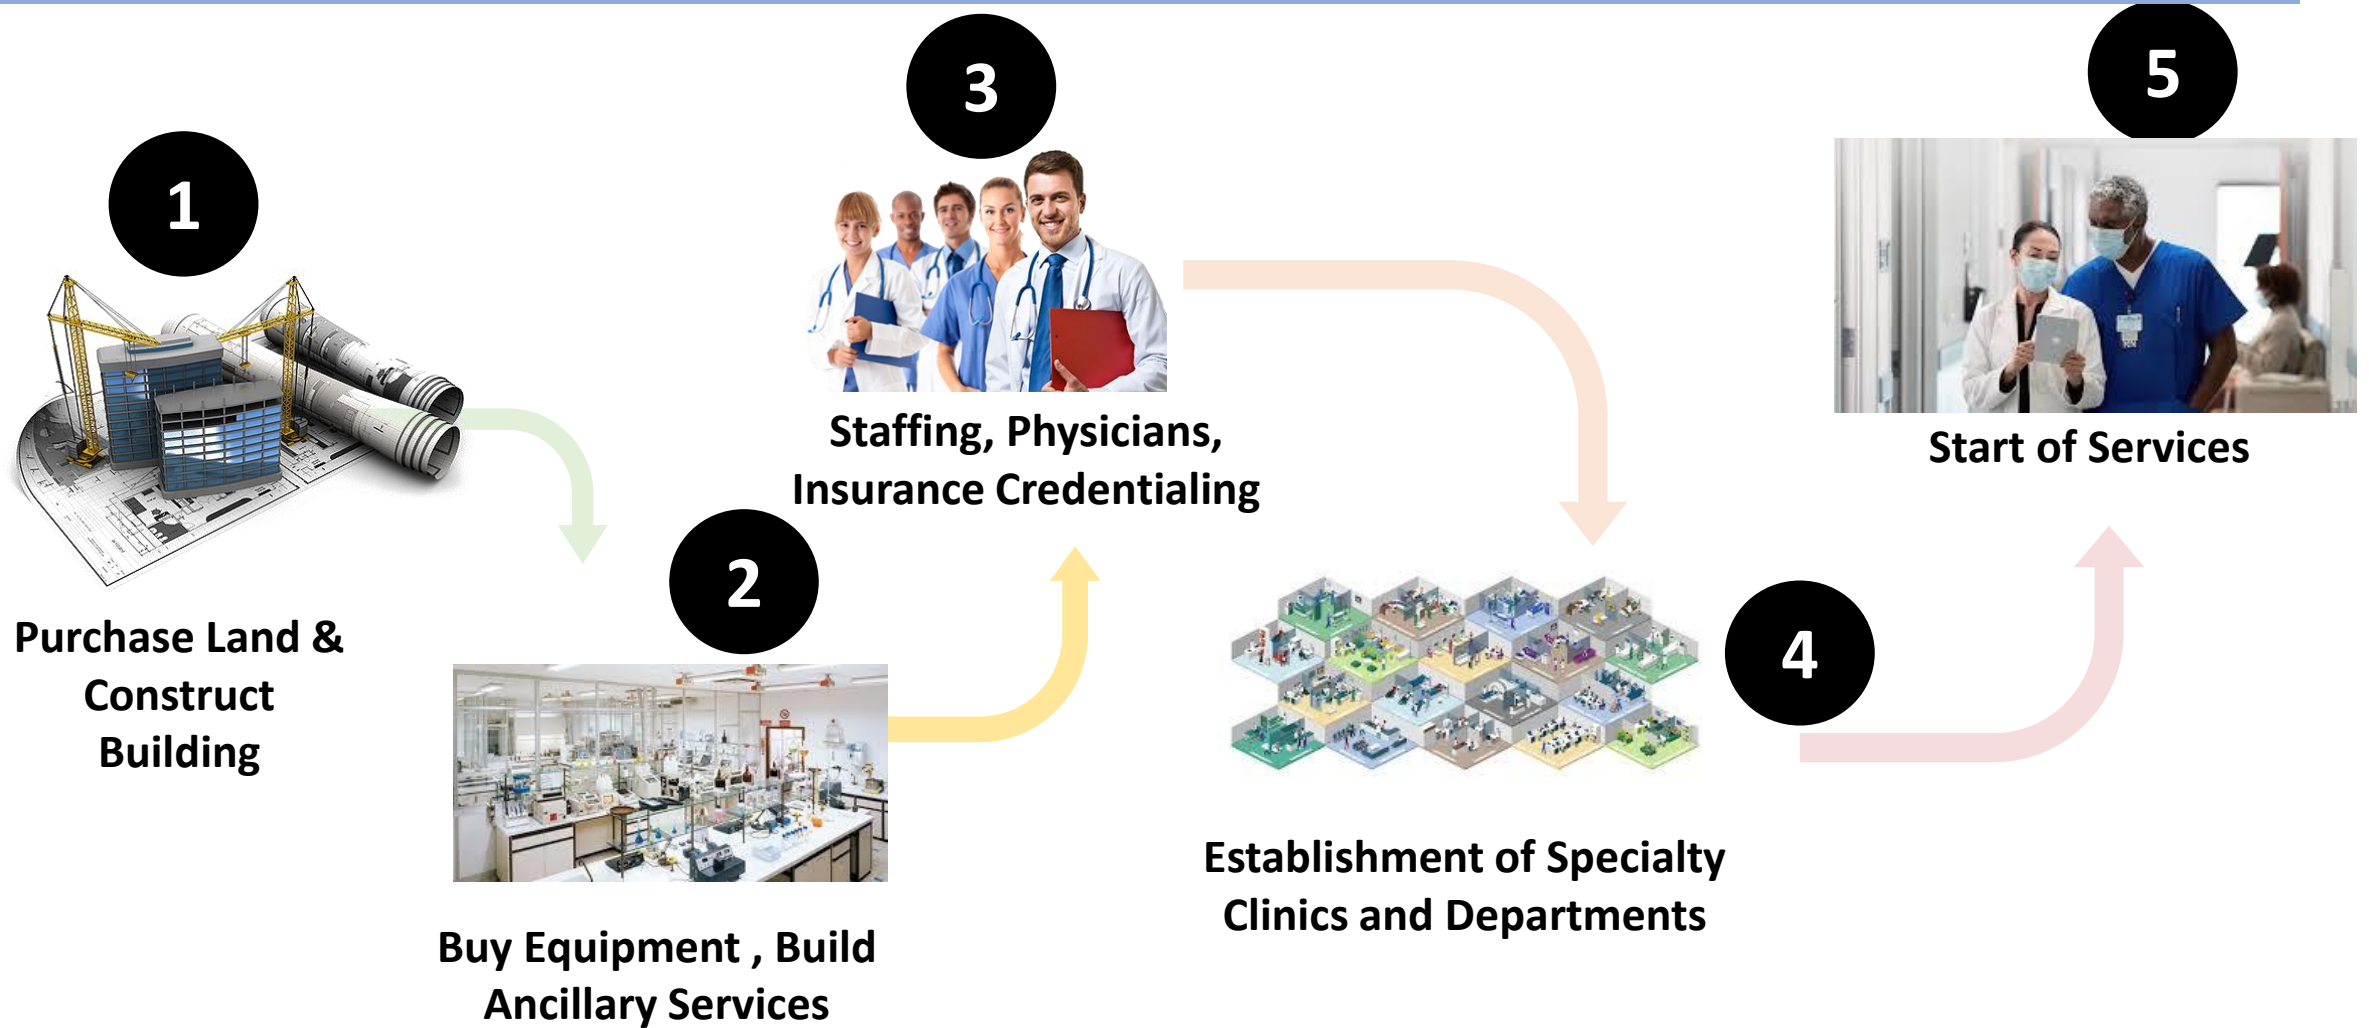 1
Purchase Land &
Construct
Building
2
Buy Equipment , Build
Ancillary Services
3
Staffing, Physicians,
Insurance Credentialing
4
Establishment of Specialty
Clinics and Departments
5
Start of Services